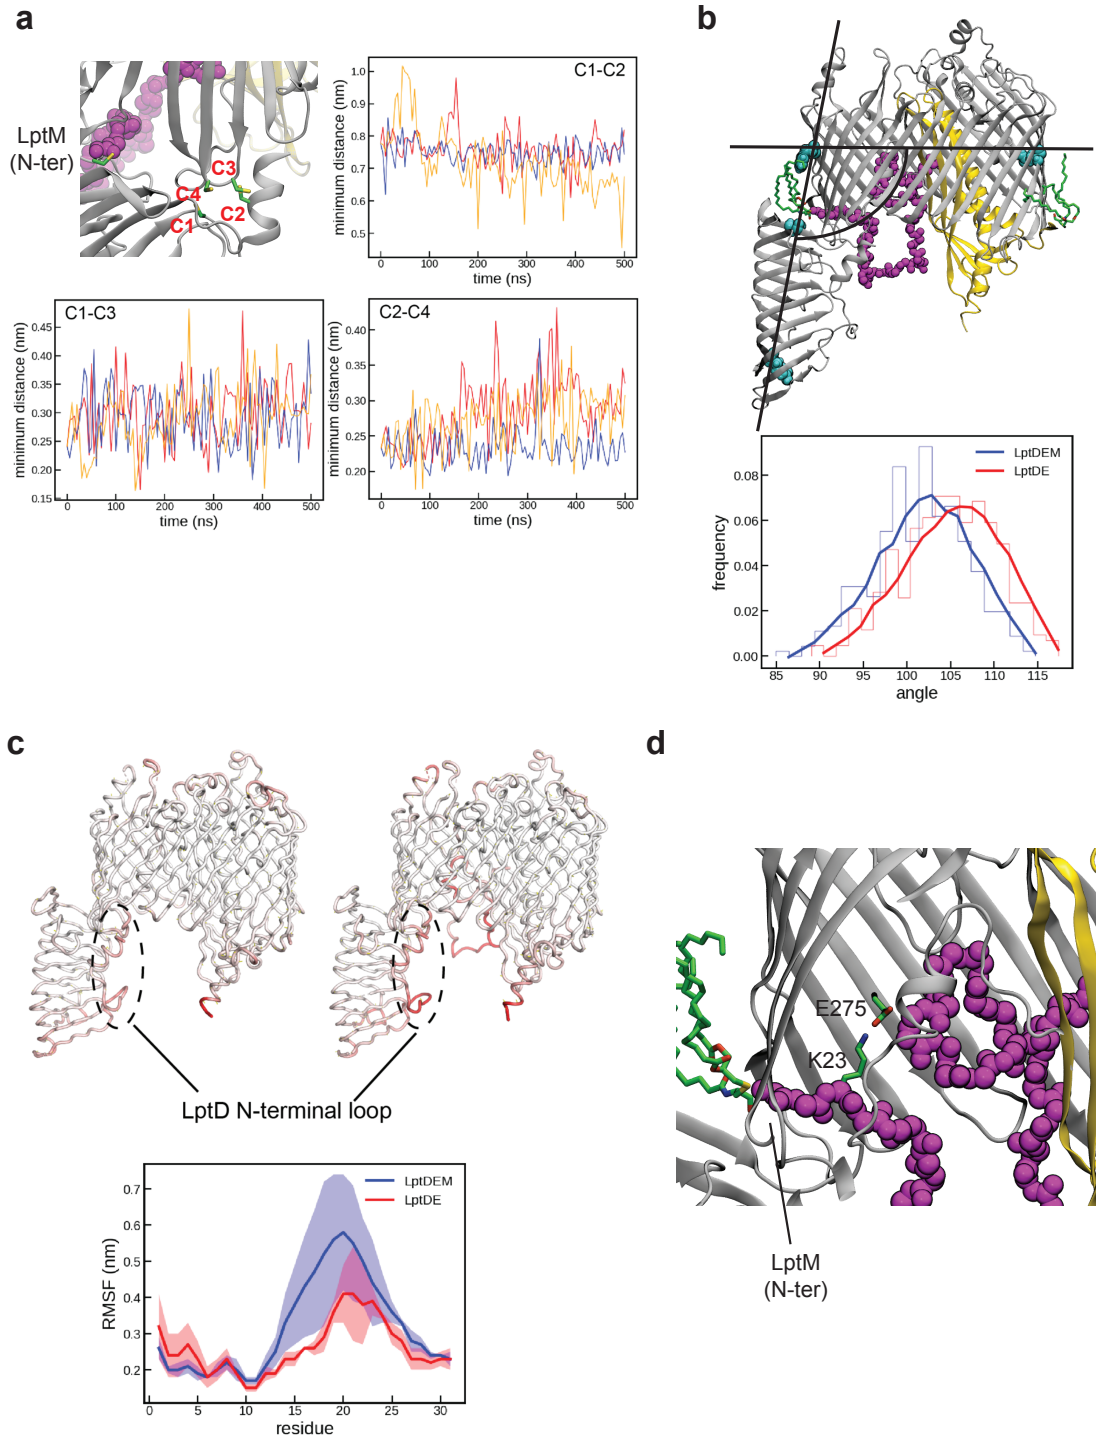 a
LptM
(N-ter)
C3
C4
C2
C1
C1-C2
minimum distance (nm)
1.0
0.9
0.8
0.7
0.6
0.5
0 100 200 300 400 500
time (ns)
C1-C3
minimum distance (nm)
0.45
0.40
0.35
0.30
0.25
0.20
0.15
0 100 200 300 400 500
time (ns)
C2-C4
minimum distance (nm)
0.40
0.35
0.30
0.25
0.20
0 100 200 300 400 500
time (ns)
b
LptDEM
LptDE
frequency
0.08
0.06
0.04
0.02
0.00
85 90 95 100 105 110 115
angle
c
LptD N-terminal loop
LptDEM
LptDE
RMSF (nm)
0.7
0.6
0.5
0.4
0.3
0.2
0 5 10 15 20 25 30
residue
d
E275
K23
LptM
(N-ter)